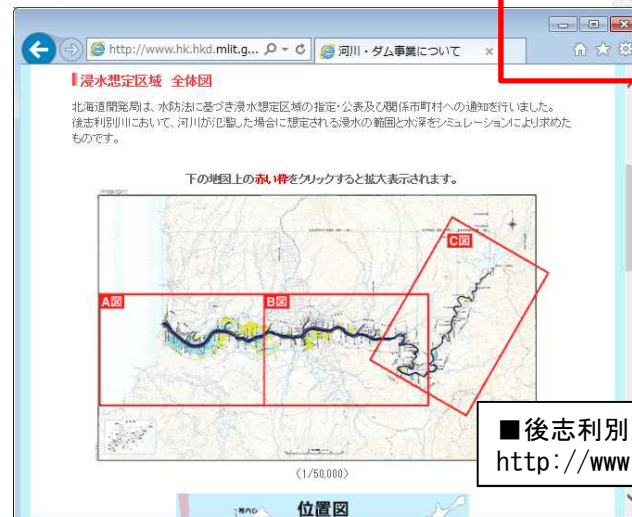 http://www.hk.hkd.mlit.g...
河川・ダム事業について
浸水想定区域 全体図
北海道開発局は、水防法に基づき浸水想定区域の指定・公表及び関係市町村への通知を行いました。
後志利別川において、河川が氾濫した場合に想定される浸水の範囲と水深をシミュレーションにより求めた
ものです。
下の地図上の赤い枠をクリックすると拡大表示されます。
C図
A図
B図
■後志利別
http://www.
(1/50,000)
位置図
稚内